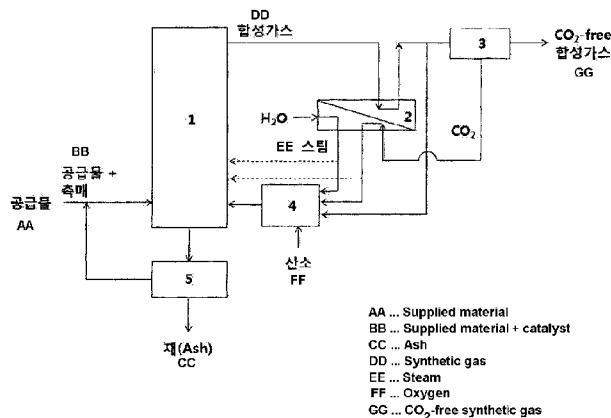 DD
합성가스
3
CO₂-free
합성가스
GG
1
H₂O
2
CO₂
EE 스팀
BB
공급물 +
촉매
공급물
AA
4
산소
FF
5
재(Ash)
CC
AA ... Supplied material
BB ... Supplied material + catalyst
CC ... Ash
DD ... Synthetic gas
EE ... Steam
FF ... Oxygen
GG ... CO₂-free synthetic gas